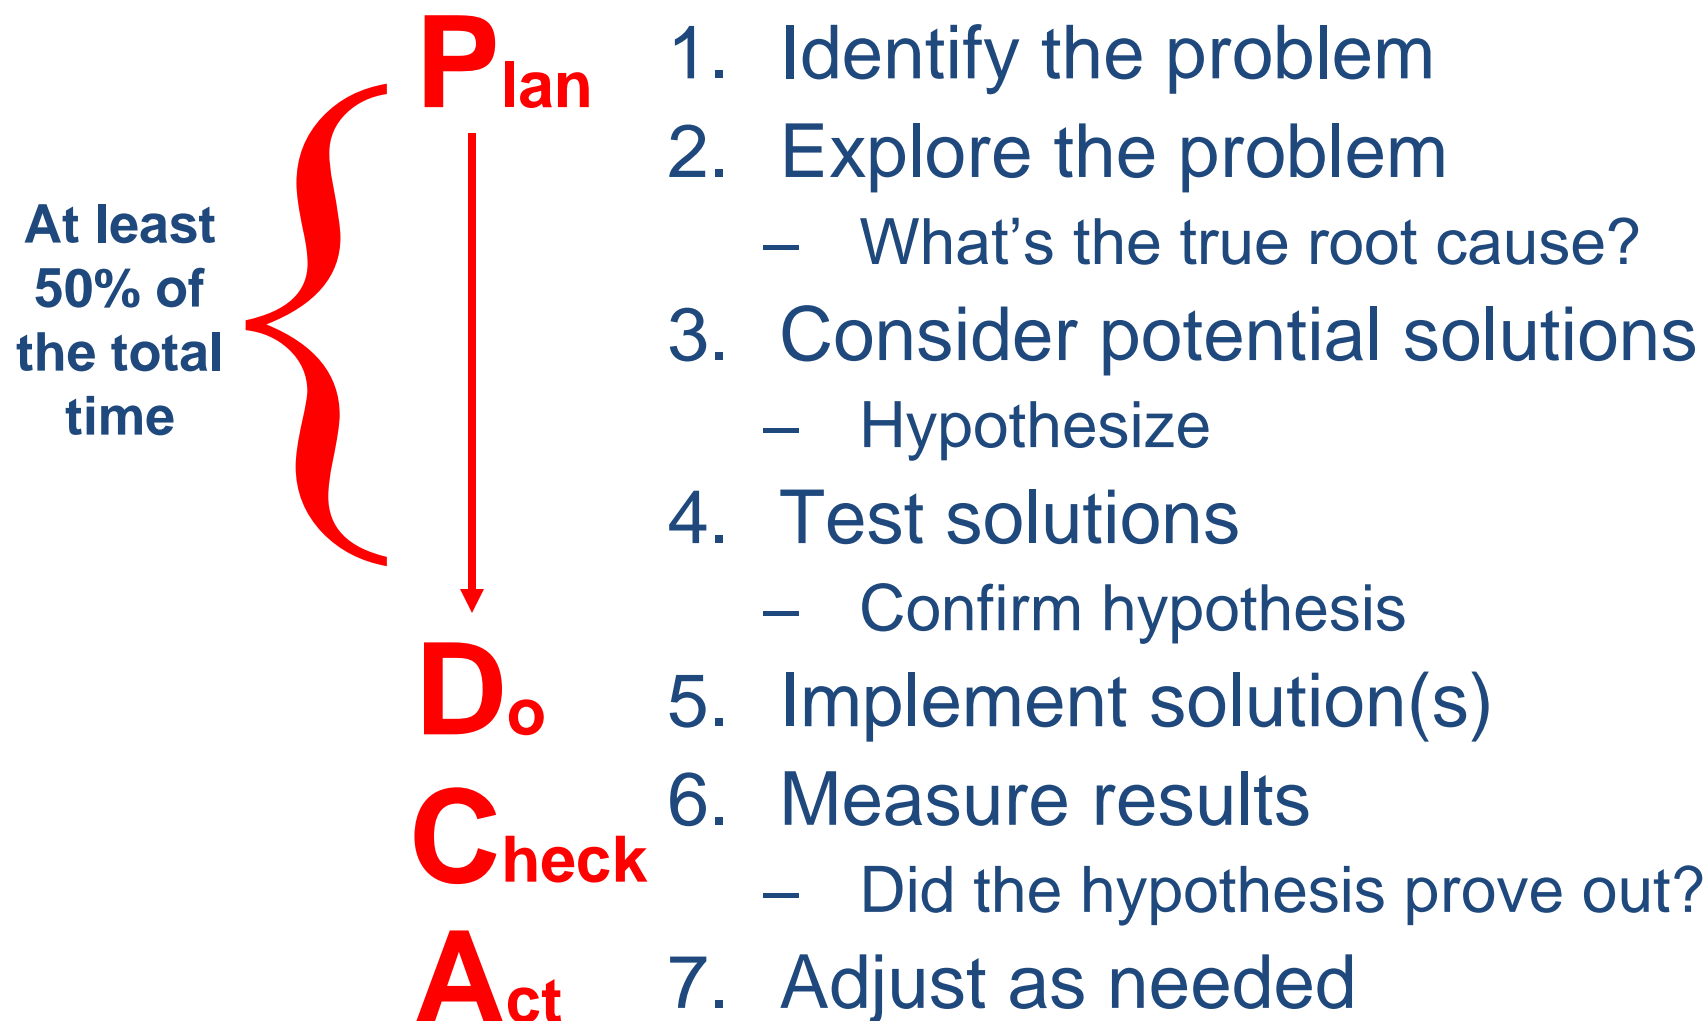 Plan
At least
50% of
the total
time
1. Identify the problem
2. Explore the problem
– What's the true root cause?
3. Consider potential solutions
– Hypothesize
4. Test solutions
– Confirm hypothesis
Do
5. Implement solution(s)
Check
6. Measure results
– Did the hypothesis prove out?
Act
7. Adjust as needed